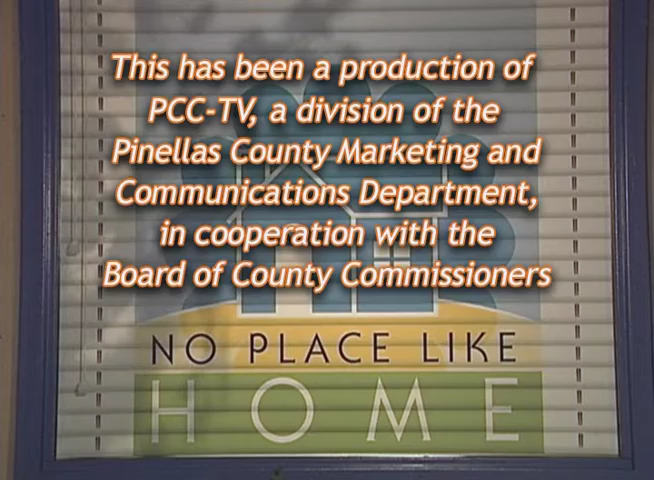 This has been a production of
PCC-TV, a division of the
Pinellas County Marketing and
Communications Department,
in cooperation with the
Board of County Commissioners
NO PLACE LIKE
HOME